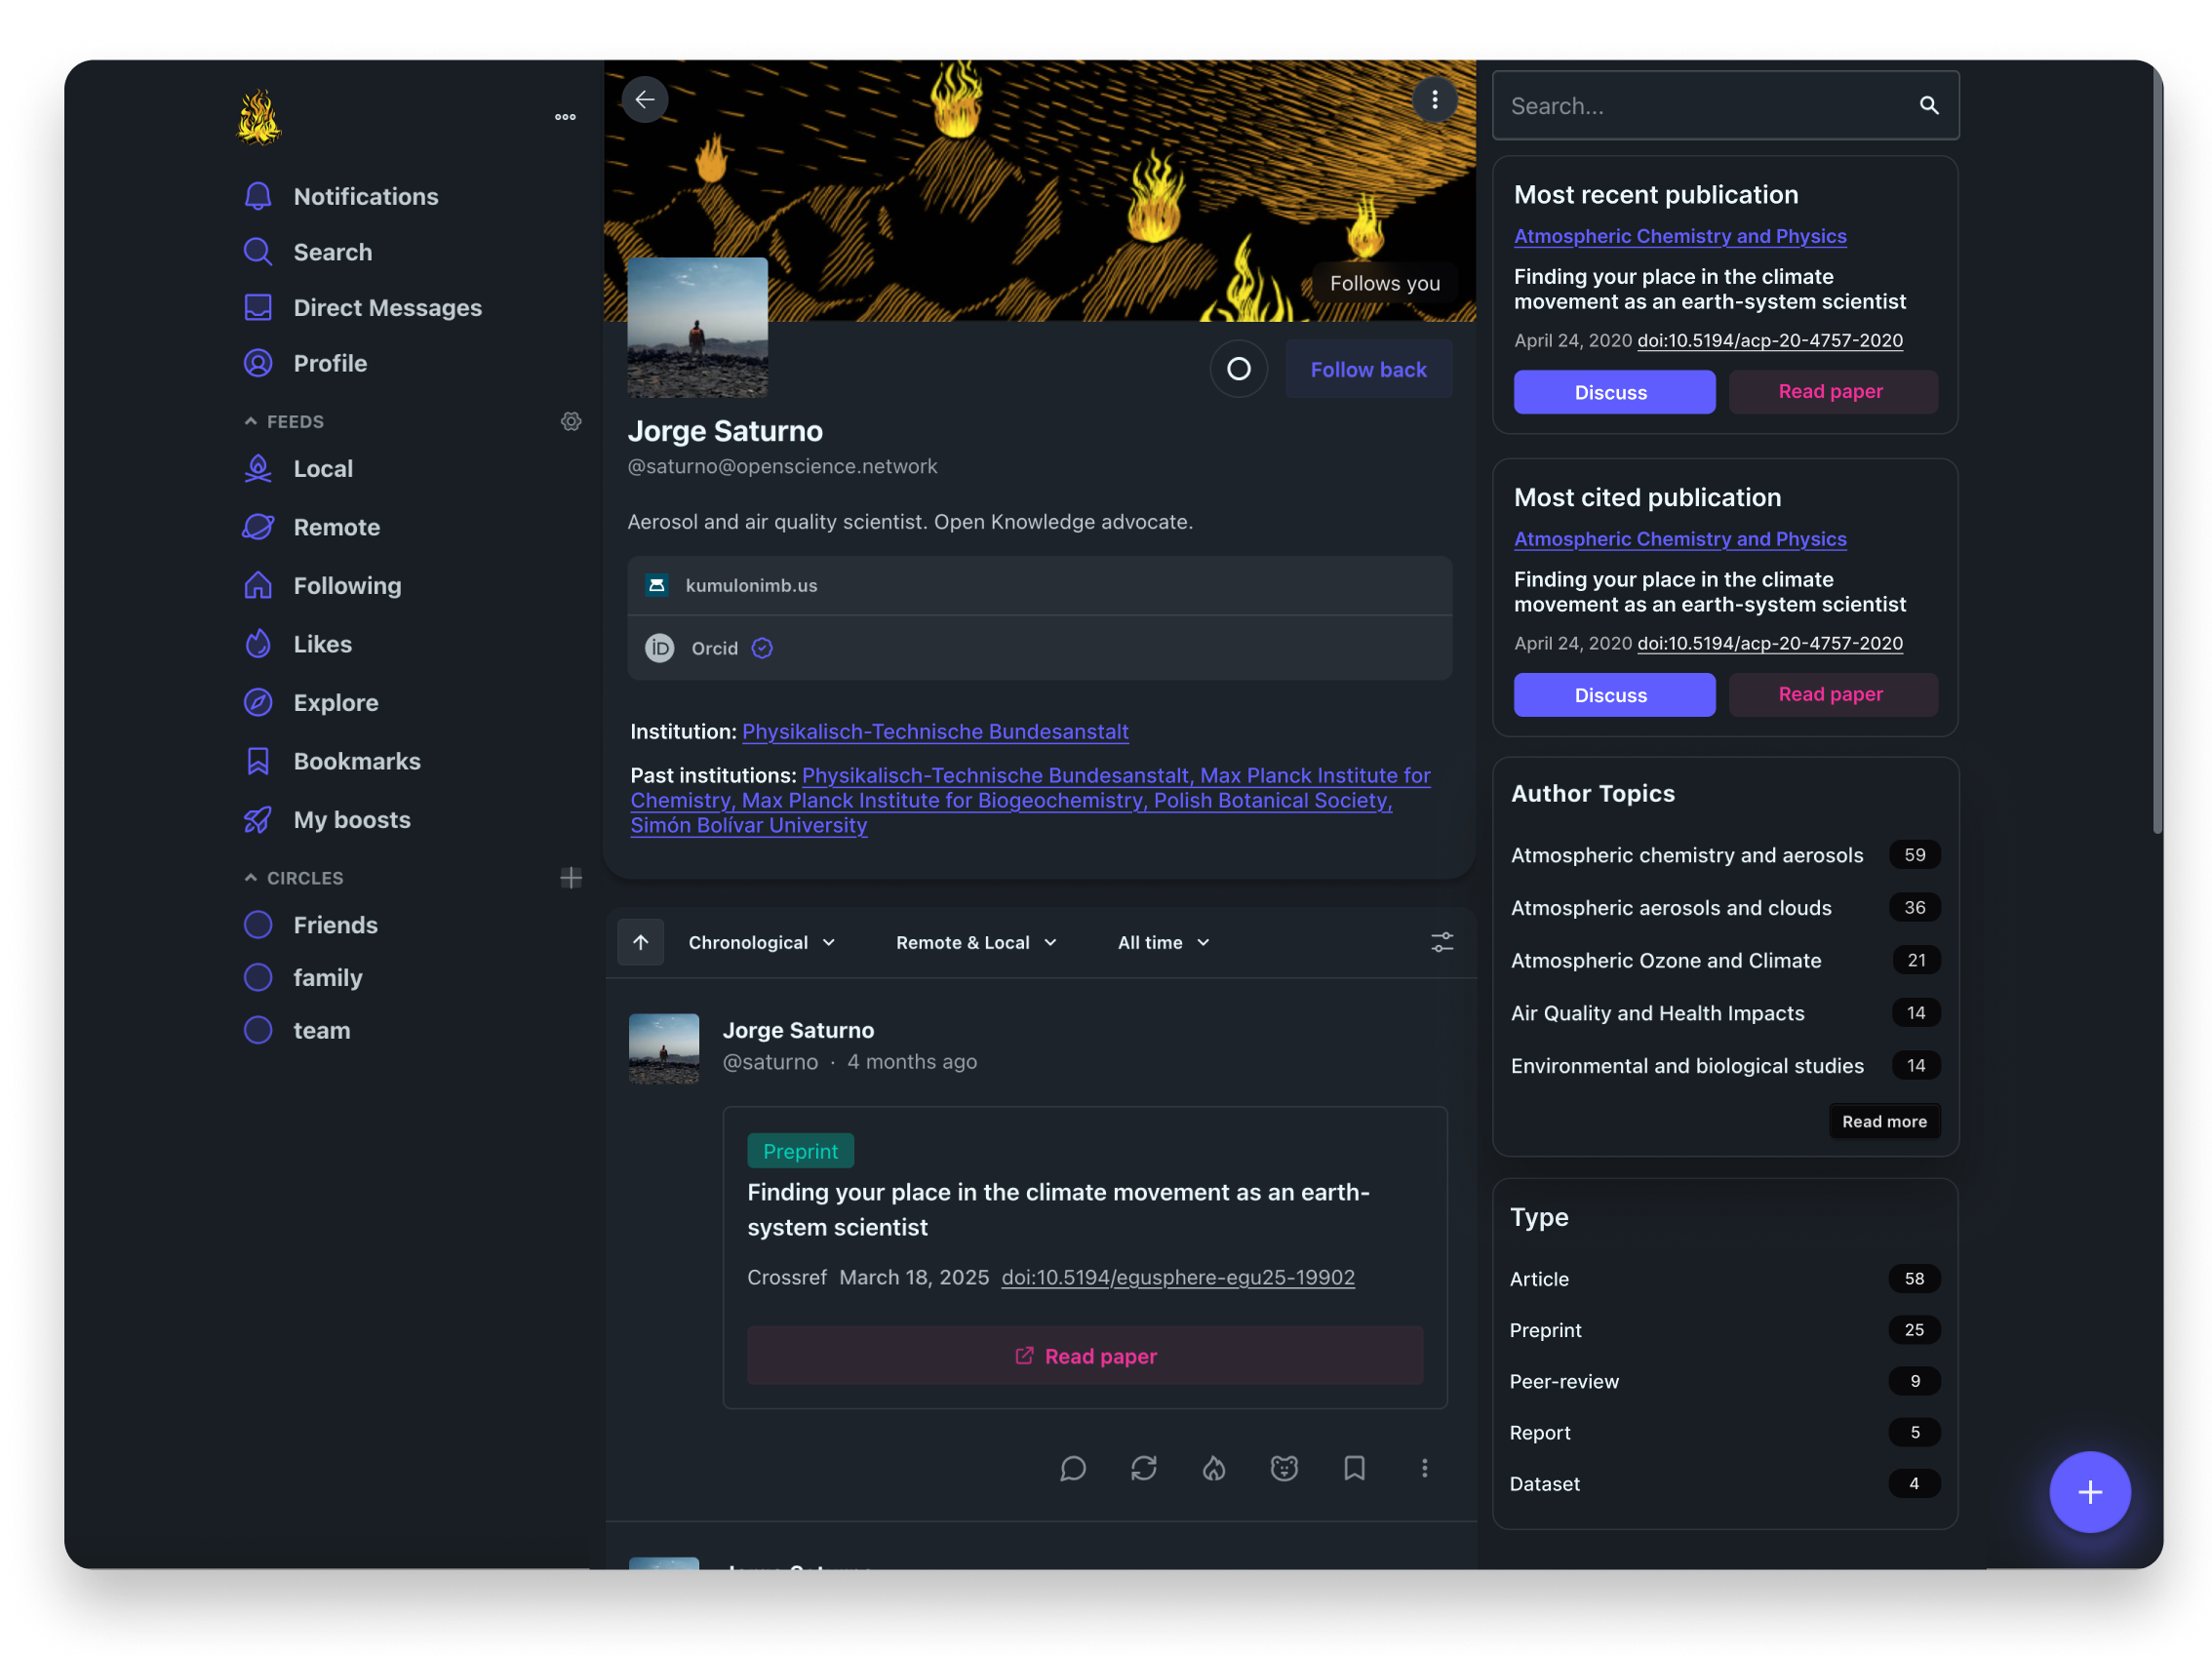 Notifications
Search
Direct Messages
Profile
FEEDS
Local
Remote
Following
Likes
Explore
Bookmarks
My boosts
CIRCLES
Friends
family
team
Follows you
Follow back
Jorge Saturno
@saturno@openscience.network
Aerosol and air quality scientist. Open Knowledge advocate.
kumulonimb.us
iD Orcid
Institution: Physikalisch-Technische Bundesanstalt
Past institutions: Physikalisch-Technische Bundesanstalt, Max Planck Institute for
Chemistry, Max Planck Institute for Biogeochemistry, Polish Botanical Society,
Simón Bolívar University
Chronological Remote & Local All time
Jorge Saturno
@saturno · 4 months ago
Preprint
Finding your place in the climate movement as an earth-
system scientist
Crossref March 18, 2025 doi:10.5194/egusphere-egu25-19902
Read paper
Search...
Most recent publication
Atmospheric Chemistry and Physics
Finding your place in the climate
movement as an earth-system scientist
April 24, 2020 doi:10.5194/acp-20-4757-2020
Discuss Read paper
Most cited publication
Atmospheric Chemistry and Physics
Finding your place in the climate
movement as an earth-system scientist
April 24, 2020 doi:10.5194/acp-20-4757-2020
Discuss Read paper
Author Topics
Atmospheric chemistry and aerosols 59
Atmospheric aerosols and clouds 36
Atmospheric Ozone and Climate 21
Air Quality and Health Impacts 14
Environmental and biological studies 14
Read more
Type
Article 58
Preprint 25
Peer-review 9
Report 5
Dataset 4